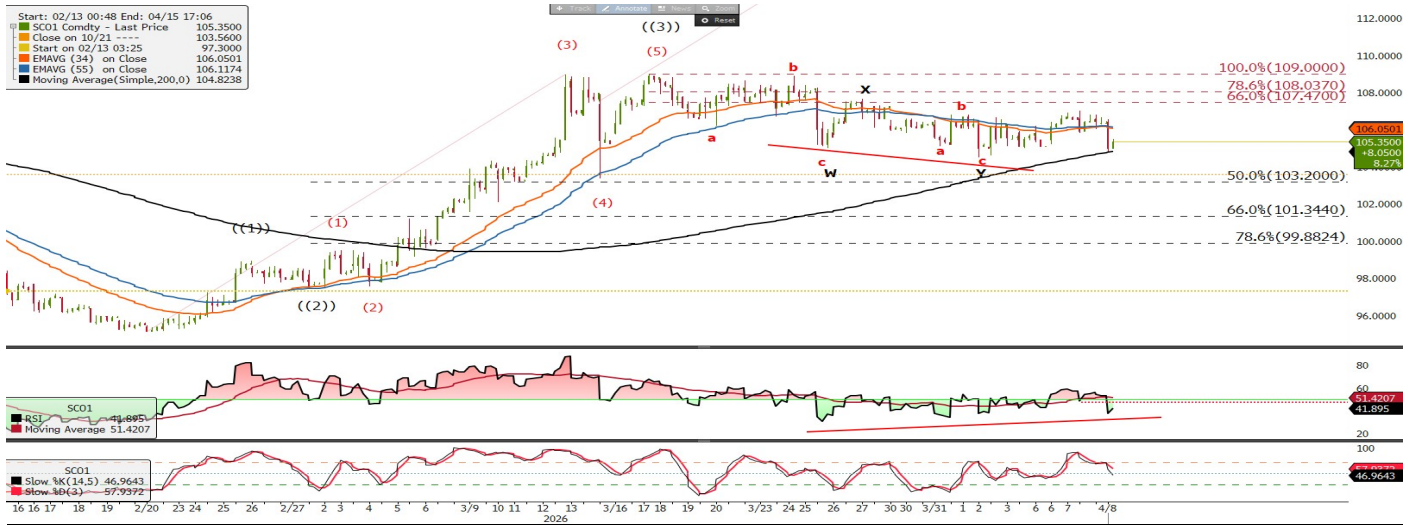 + Track Annotate News Zoom
Reset
Start: 02/13 00:48 End: 04/15 17:06
SCO1 Comdty - Last Price 105.3500
Close on 10/21 ---- 103.5600
Start on 02/13 03:25 97.3000
EMAVG (34) on Close 106.0501
EMAVG (55) on Close 106.1174
Moving Average(Simple,200,0) 104.8238
((3))
(3)
(5)
b
X
a
c
W
b
a
c
Y
(4)
(1)
((1))
((2))
(2)
100.0%(109.0000)
78.6%(108.0370)
66.0%(107.4700)
50.0%(103.2000)
66.0%(101.3440)
78.6%(99.8824)
112.0000
110.0000
108.0000
106.0501
105.3500
+8.0500
8.27%
102.0000
100.0000
98.0000
96.0000
SCO1
RSI 41.895
Moving Average 51.4207
80
60
51.4207
41.895
20
SCO1
Slow %K(14,5) 46.9643
Slow %D(3) 57.9372
100
46.9643
16 16 17 18 19 2/20 23 24 25 26 2/27 2 3 4 5 6 3/9 10 11 12 13 3/16 17 18 19 20 23 24 25 26 27 30 30 3/31 1 2 3 6 6 7 4/8
2026